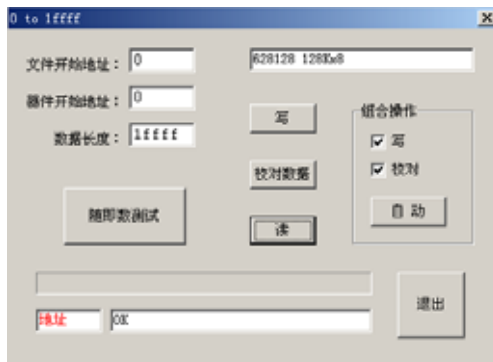 0 to 1ffff
文件开始地址： 0
628128 128Kx8
器件开始地址： 0
写
组合操作
数据长度： 1ffff
写
校对数据
校对
随即数测试
读
自 动
退出
地址
OK